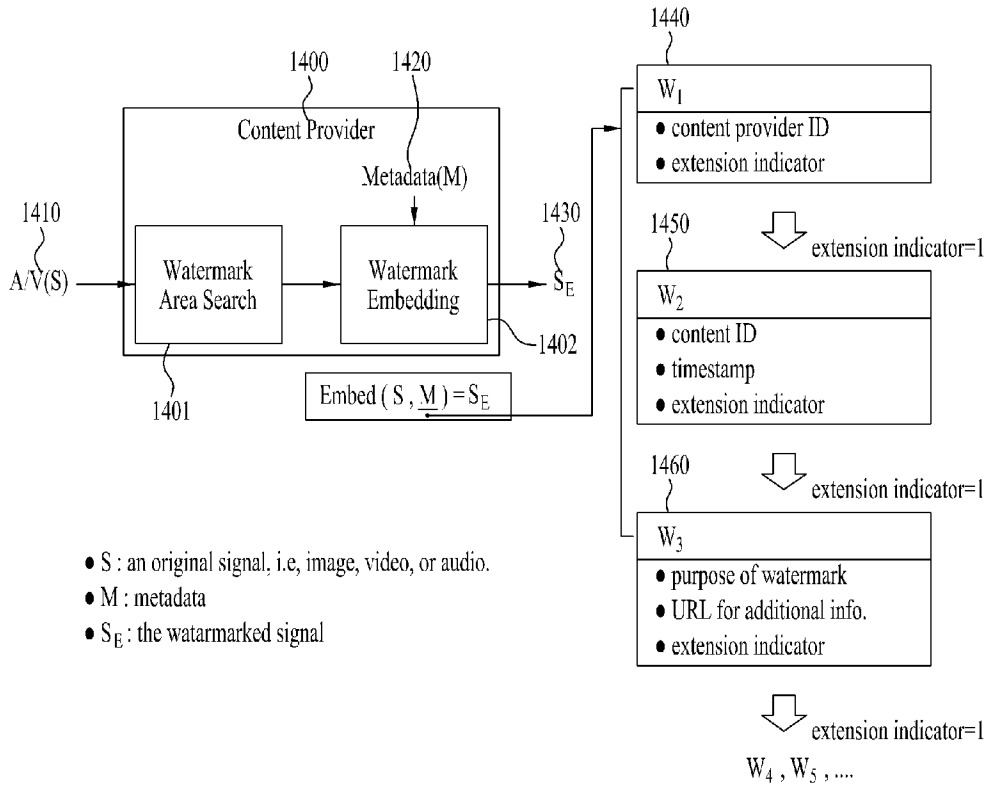 1400
1420
Content Provider
Metadata(M)
1410
1430
A/V(S)
Watermark
Area Search
Watermark
Embedding
S_E
1401
1402
Embed ( S , M ) = S_E
1440
W₁
● content provider ID
● extension indicator
extension indicator=1
1450
W₂
● content ID
● timestamp
● extension indicator
extension indicator=1
1460
W₃
● purpose of watermark
● URL for additional info.
● extension indicator
extension indicator=1
W₄ , W₅ , ....
● S : an original signal, i.e, image, video, or audio.
● M : metadata
● S_E : the watarmarked signal